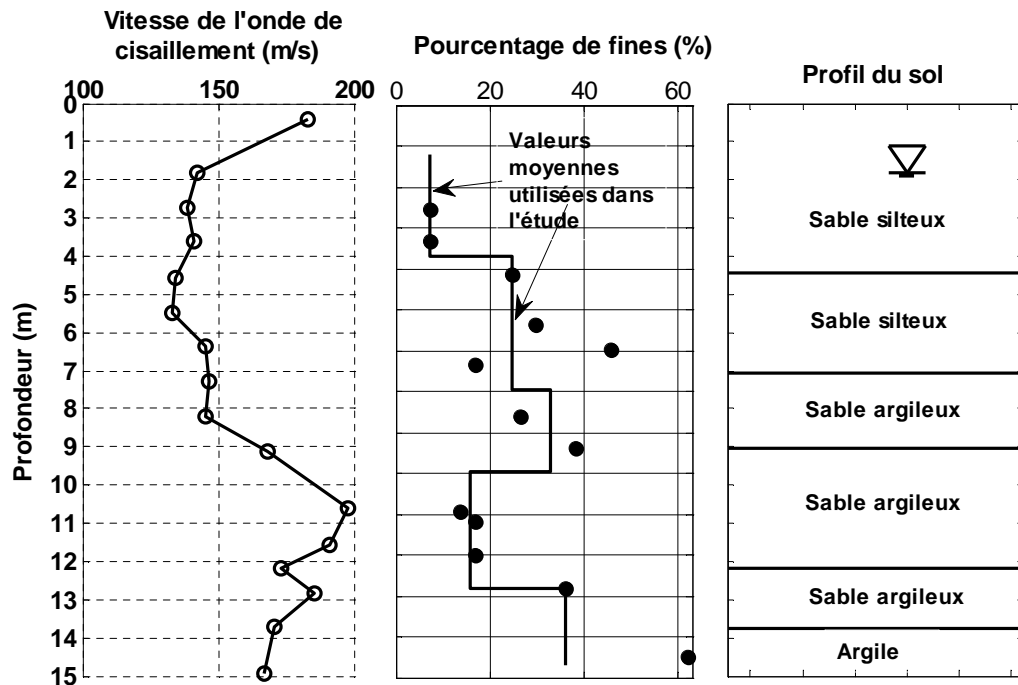 Vitesse de l'onde de
cisaillement (m/s)
100 150 200
Profondeur (m)
0
1
2
3
4
5
6
7
8
9
10
11
12
13
14
15
Pourcentage de fines (%)
0 20 40 60
Valeurs
moyennes
utilisées dans
l'étude
Profil du sol
Sable silteux
Sable silteux
Sable argileux
Sable argileux
Sable argileux
Argile